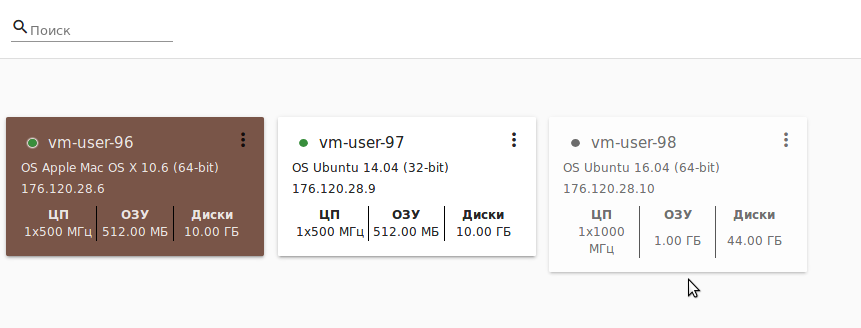 Поиск
vm-user-96
OS Apple Mac OS X 10.6 (64-bit)
176.120.28.6
ЦП ОЗУ Диски
1x500 МГц 512.00 МБ 10.00 ГБ
vm-user-97
OS Ubuntu 14.04 (32-bit)
176.120.28.9
ЦП ОЗУ Диски
1x500 МГц 512.00 МБ 10.00 ГБ
vm-user-98
OS Ubuntu 16.04 (64-bit)
176.120.28.10
ЦП ОЗУ Диски
1x1000
МГц 1.00 ГБ 44.00 ГБ